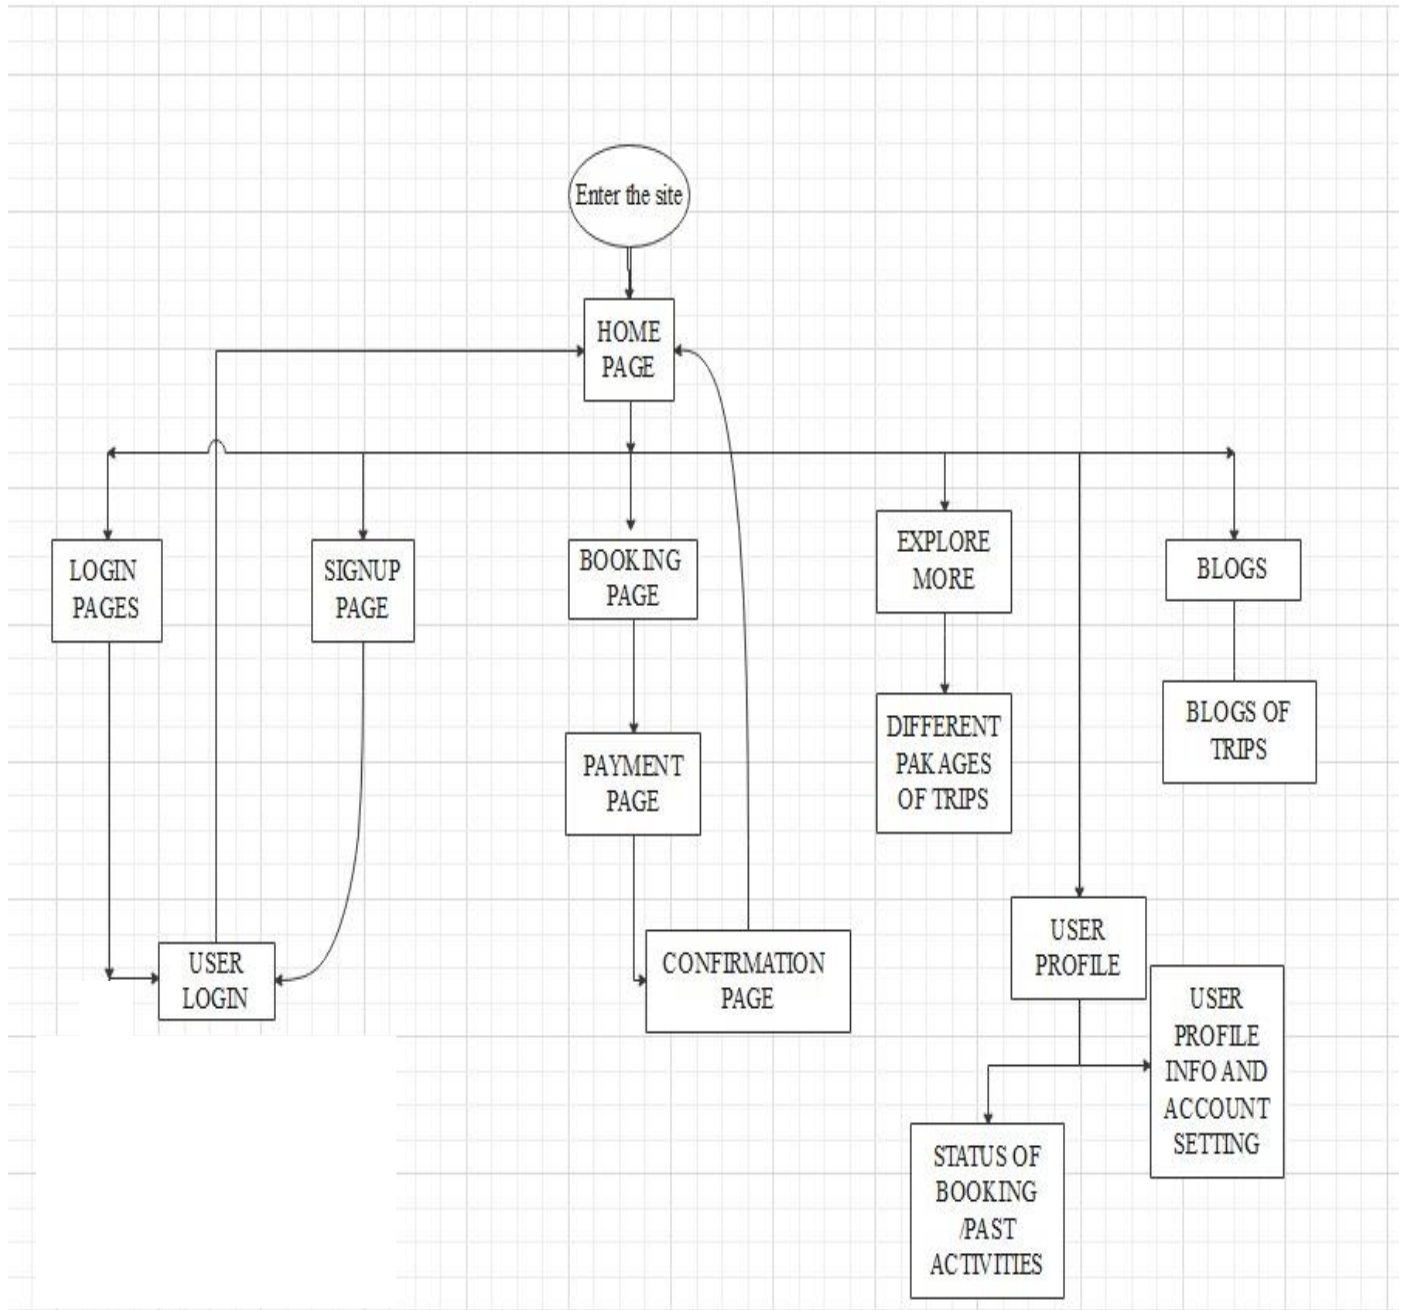 Enter the site
HOME
PAGE
LOGIN
PAGES
SIGNUP
PAGE
BOOKING
PAGE
EXPLORE
MORE
BLOGS
PAYMENT
PAGE
DIFFERENT
PAKAGES
OF TRIPS
BLOGS OF
TRIPS
USER
LOGIN
CONFIRMATION
PAGE
USER
PROFILE
USER
PROFILE
INFO AND
ACCOUNT
SETTING
STATUS OF
BOOKING
/PAST
ACTIVITIES